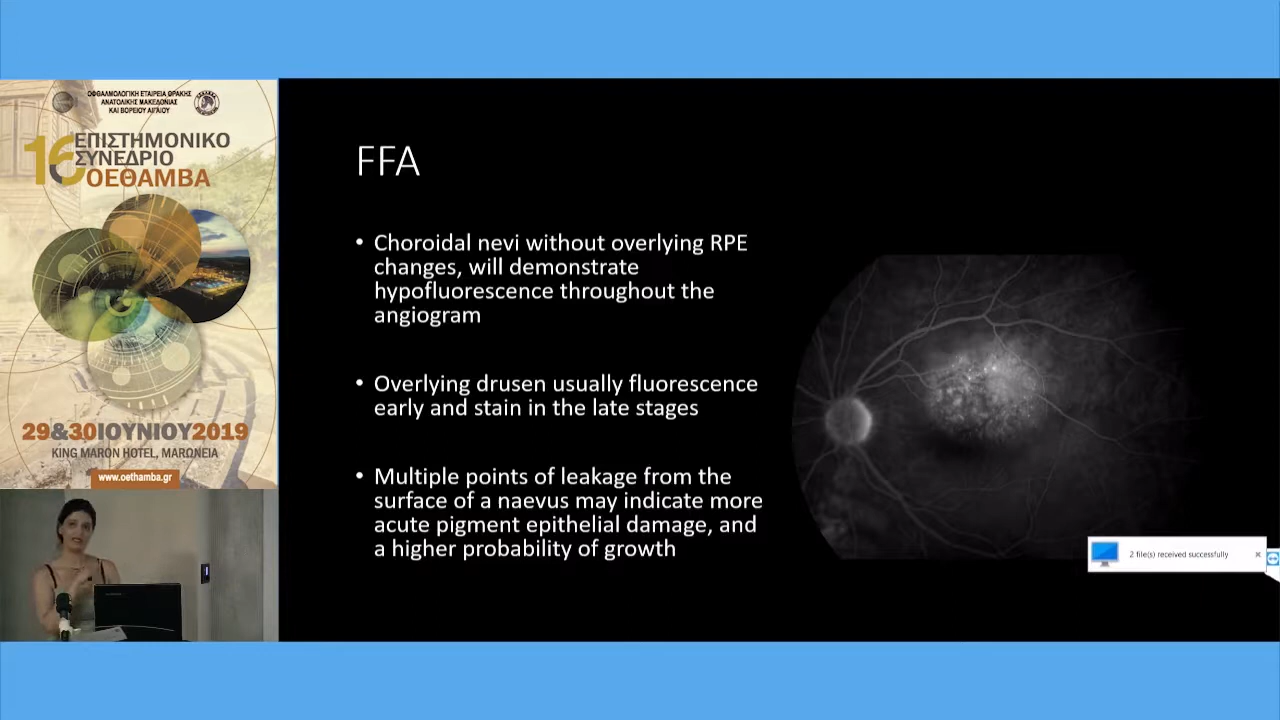 ΟΦΘΑΛΜΟΛΟΓΙΚΗ ΕΤΑΙΡΕΙΑ ΘΡΑΚΗΣ
ΑΝΑΤΟΛΙΚΗΣ ΜΑΚΕΔΟΝΙΑΣ
ΚΑΙ ΒΟΡΕΙΟΥ ΑΙΓΑΙΟΥ
16 ΕΠΙΣΤΗΜΟΝΙΚΟ
ΣΥΝΕΔΡΙΟ
ΟΕΘΑΜΒΑ
29&30ΙΟΥΝΙΟΥ2019
KING MARON HOTEL, ΜΑΡΩΝΕΙΑ
www.oethamba.gr
FFA
• Choroidal nevi without overlying RPE
changes, will demonstrate
hypofluorescence throughout the
angiogram
• Overlying drusen usually fluorescence
early and stain in the late stages
• Multiple points of leakage from the
surface of a naevus may indicate more
acute pigment epithelial damage, and
a higher probability of growth
2 file(s) received successfully